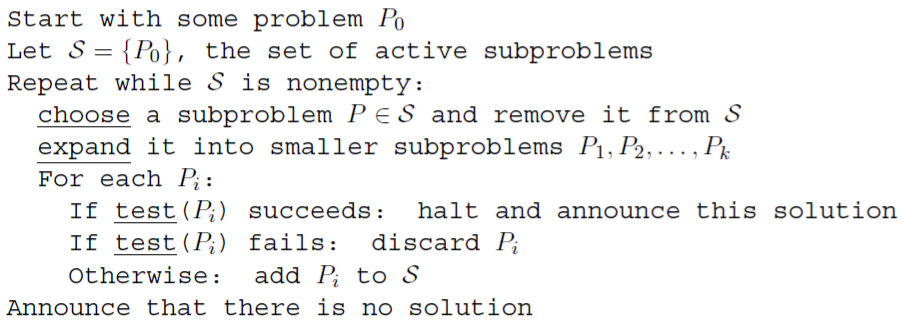 Start with some problem P₀
Let 𝒮 = {P₀}, the set of active subproblems
Repeat while 𝒮 is nonempty:
choose a subproblem P ∈ 𝒮 and remove it from 𝒮
expand it into smaller subproblems P₁, P₂, ..., Pₖ
For each Pᵢ:
If test(Pᵢ) succeeds: halt and announce this solution
If test(Pᵢ) fails: discard Pᵢ
Otherwise: add Pᵢ to 𝒮
Announce that there is no solution